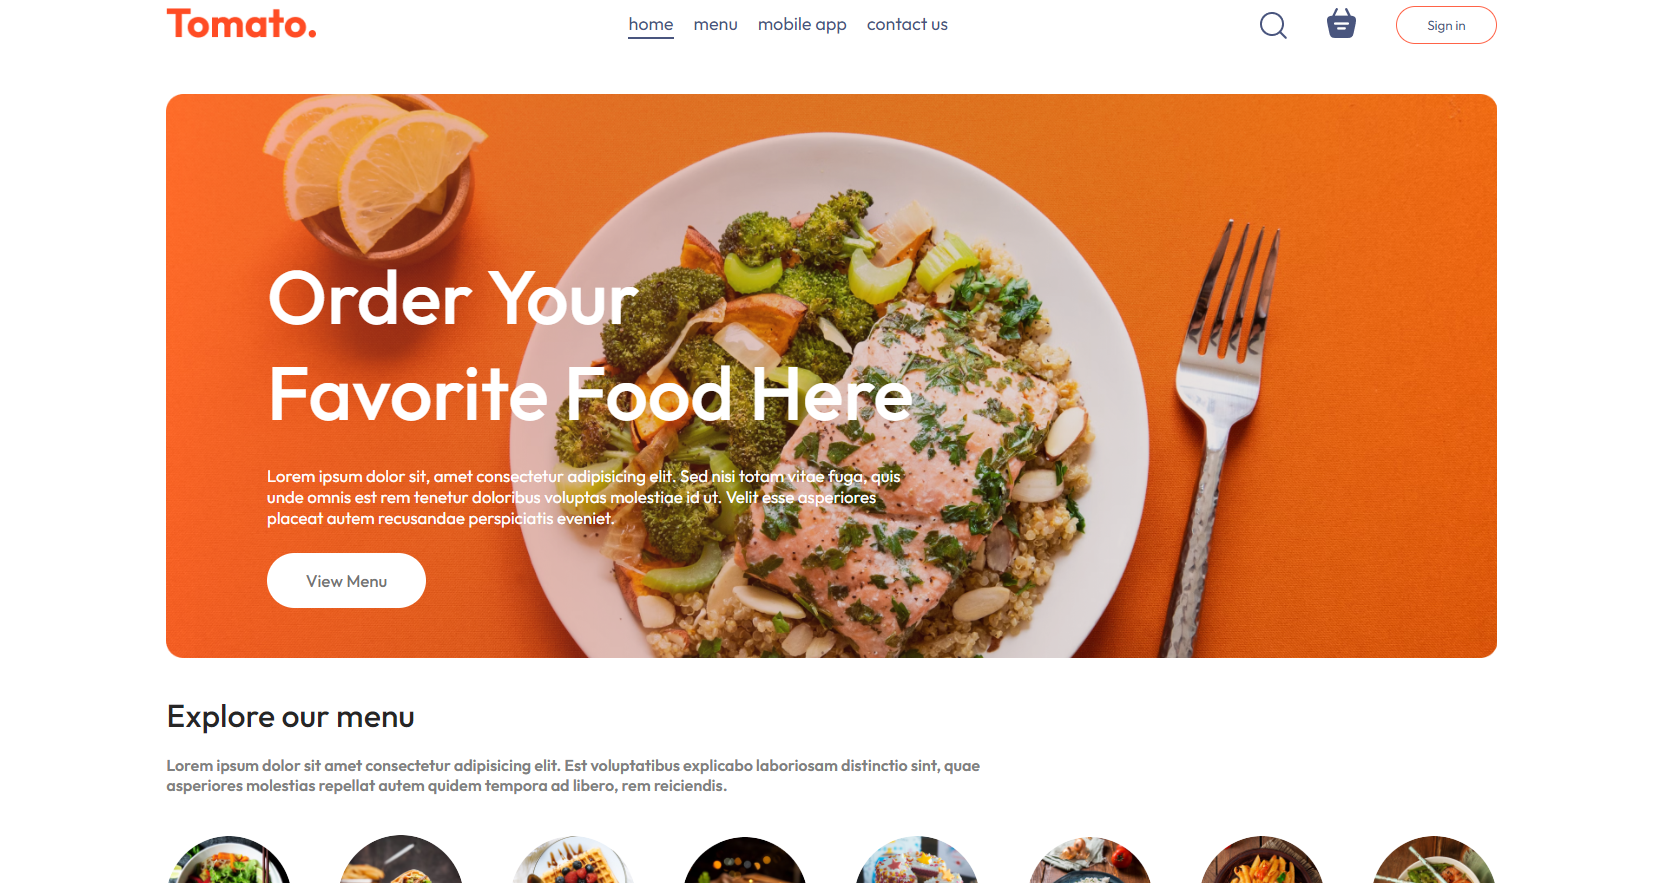 Tomato.
home menu mobile app contact us
Sign in
Order Your
Favorite Food Here
Lorem ipsum dolor sit, amet consectetur adipisicing elit. Sed nisi totam vitae fuga, quis
unde omnis est rem tenetur doloribus voluptas molestiae id ut. Velit esse asperiores
placeat autem recusandae perspiciatis eveniet.
View Menu
Explore our menu
Lorem ipsum dolor sit amet consectetur adipisicing elit. Est voluptatibus explicabo laboriosam distinctio sint, quae
asperiores molestias repellat autem quidem tempora ad libero, rem reiciendis.